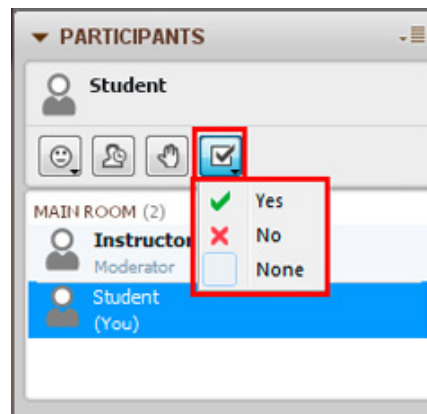 PARTICIPANTS
Student
Yes
MAIN ROOM (2)
No
Instructor
Moderator
None
Student
(You)